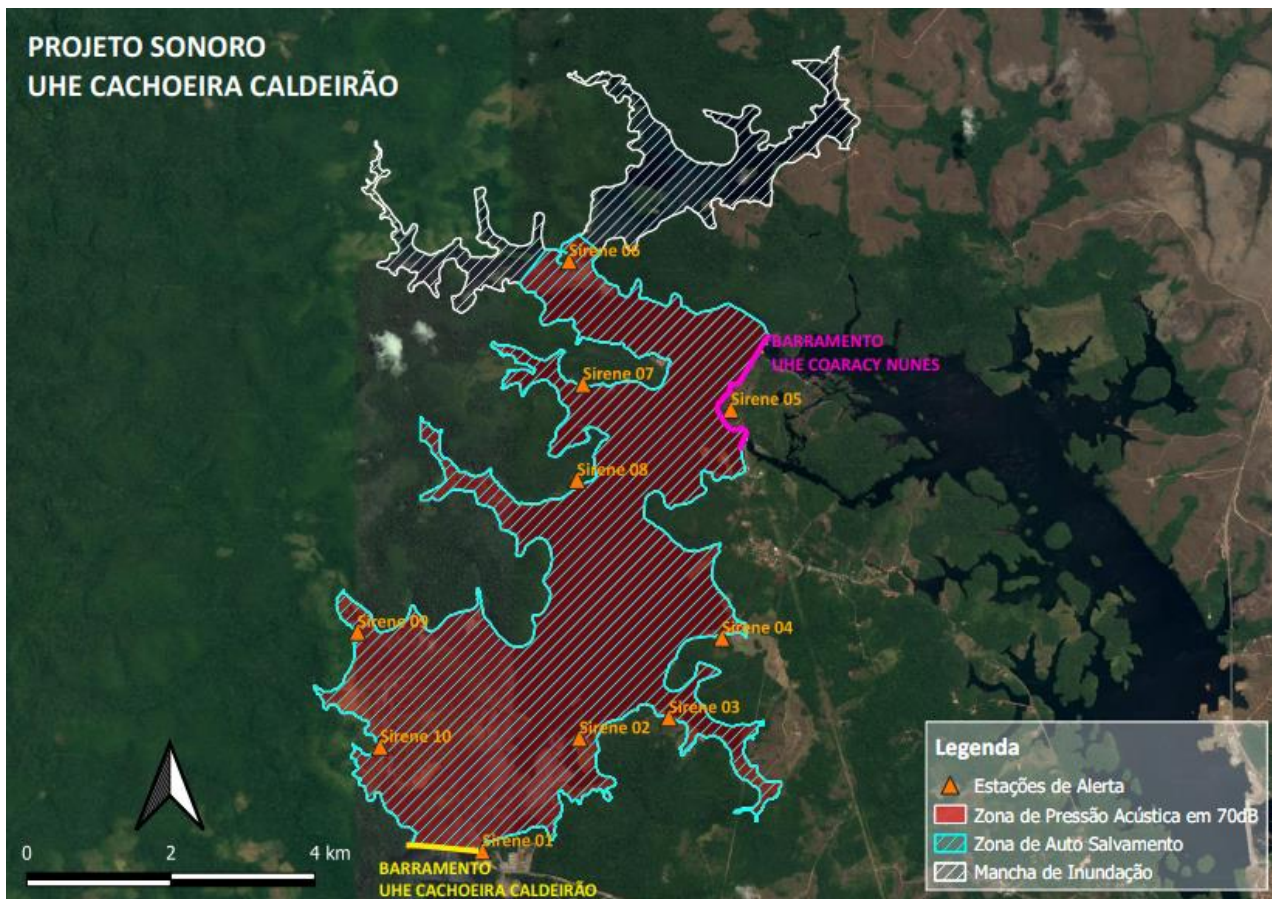 PROJETO SONORO
UHE CACHOEIRA CALDEIRÃO
Sirene 06
BARRAMENTO
UHE COARACY NUNES
Sirene 07
Sirene 05
Sirene 08
Sirene 09
Sirene 04
Sirene 03
Sirene 02
Sirene 10
Sirene 01
BARRAMENTO
UHE CACHOEIRA CALDEIRÃO
0 2 4 km
Legenda
Estações de Alerta
Zona de Pressão Acústica em 70dB
Zona de Auto Salvamento
Mancha de Inundação